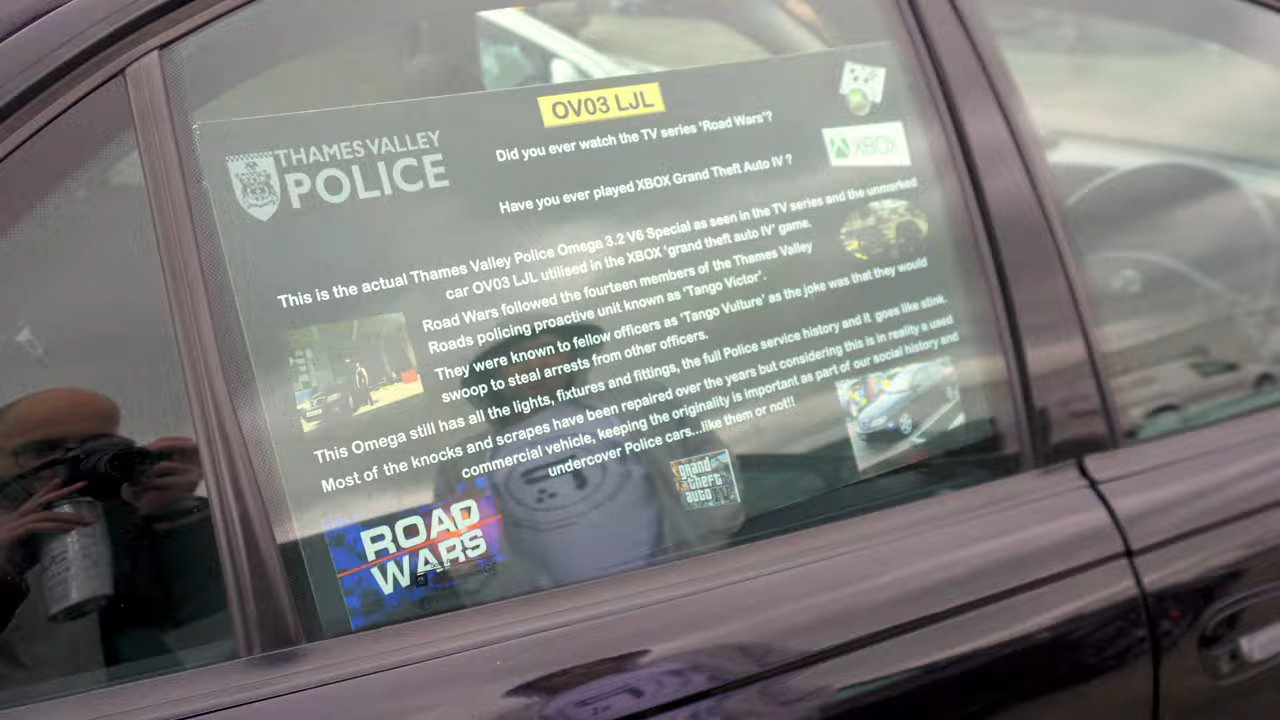 OV03 LJL
THAMES VALLEY
POLICE
Did you ever watch the TV series 'Road Wars'?
XBOX
Have you ever played XBOX Grand Theft Auto IV ?
This is the actual Thames Valley Police Omega 3.2 V6 Special as seen in the TV series and the unmarked
car OV03 LJL utilised in the XBOX 'grand theft auto IV' game.
Road Wars followed the fourteen members of the Thames Valley
Roads policing proactive unit known as 'Tango Victor'.
They were known to fellow officers as 'Tango Vulture' as the joke was that they would
swoop to steal arrests from other officers.
This Omega still has all the lights, fixtures and fittings, the full Police service history and it goes like stink.
Most of the knocks and scrapes have been repaired over the years but considering this is in reality a used
commercial vehicle, keeping the originality is important as part of our social history and
undercover Police cars...like them or not!!
grand
theft
auto
ROAD
WARS